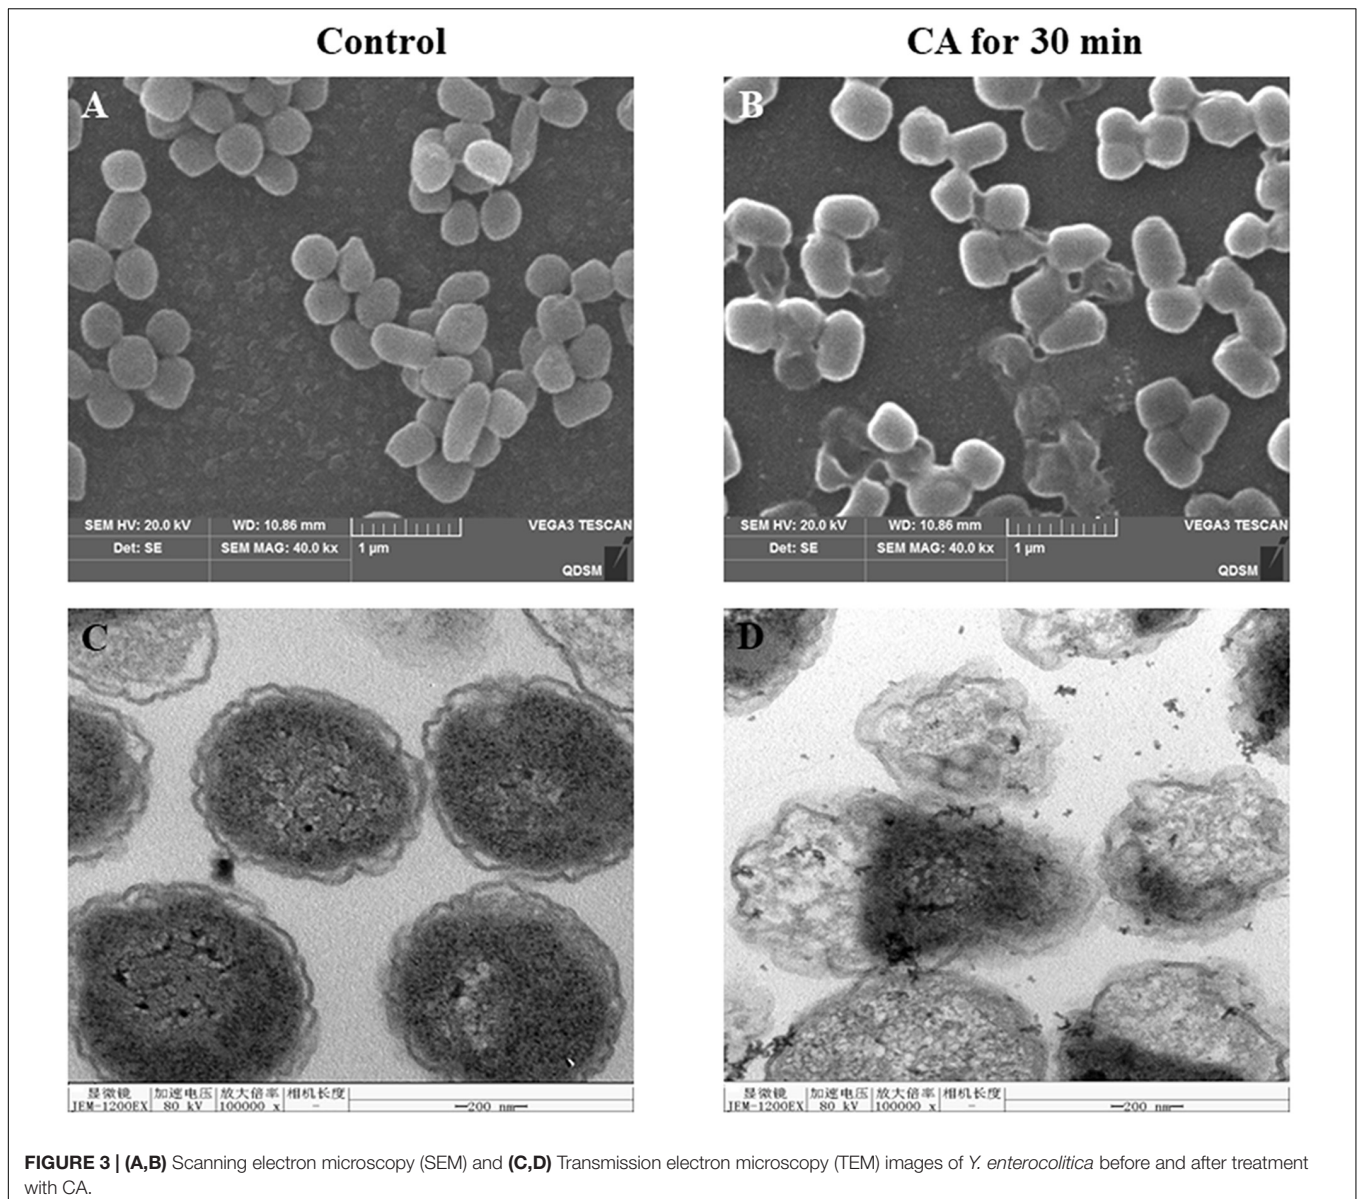 Control
CA for 30 min
A
B
SEM HV: 20.0 kV WD: 10.86 mm VEGA3 TESCAN
Det: SE SEM MAG: 40.0 kx 1 µm
QDSM
SEM HV: 20.0 kV WD: 10.86 mm VEGA3 TESCAN
Det: SE SEM MAG: 40.0 kx 1 µm
QDSM
C
D
显微镜 加速电压 放大倍率 相机长度
JEM-1200EX 80 kV 100000 x - 200 nm
显微镜 加速电压 放大倍率 相机长度
JEM-1200EX 80 kV 100000 x - 200 nm
FIGURE 3 | (A,B) Scanning electron microscopy (SEM) and (C,D) Transmission electron microscopy (TEM) images of Y. enterocolitica before and after treatment
with CA.